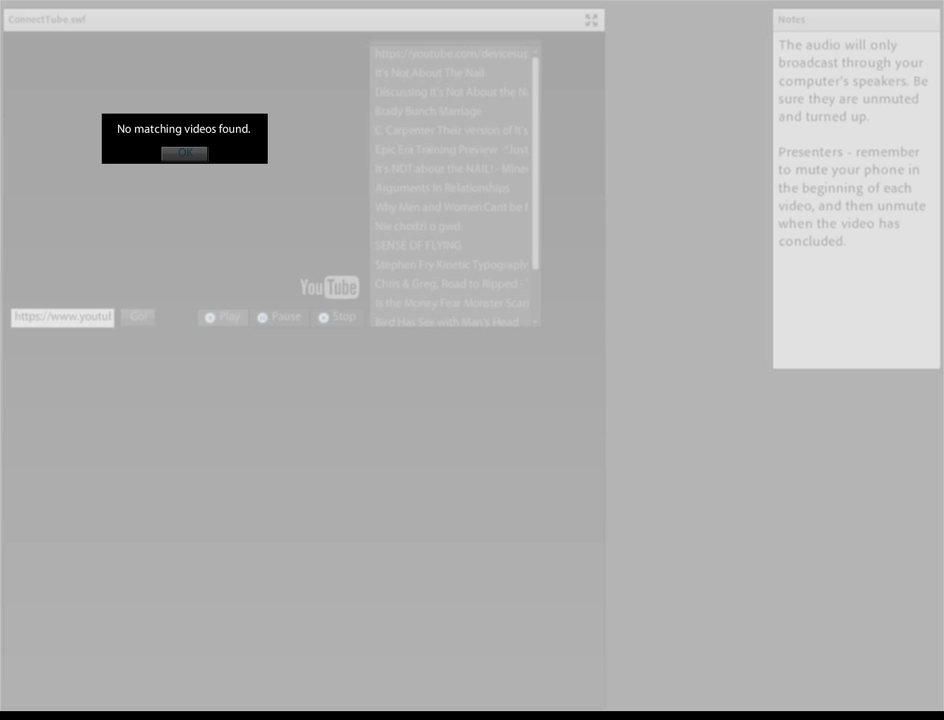 ConnectTube.swf
No matching videos found.
OK
https://youtube.com/devicesup
It's Not About The Nail
Discussing It's Not About the N
Brady Bunch Marriage
C. Carpenter Their version of It's
Epic Era Training Preview - "Just
It's NOT about the NAIL! - Minn
Arguments In Relationships
Why Men and Women Cant be f
Nie chodzi o gwd
SENSE OF FLYING
Stephen Fry Kinetic Typograph
Chris & Greg, Road to Ripped -
Is the Money Fear Monster Scari
Bird Has Sex with Man's Head
YouTube
https://www.youtul
Go!
Play
Pause
Stop
Notes
The audio will only
broadcast through your
computer's speakers. Be
sure they are unmuted
and turned up.
Presenters - remember
to mute your phone in
the beginning of each
video, and then unmute
when the video has
concluded.